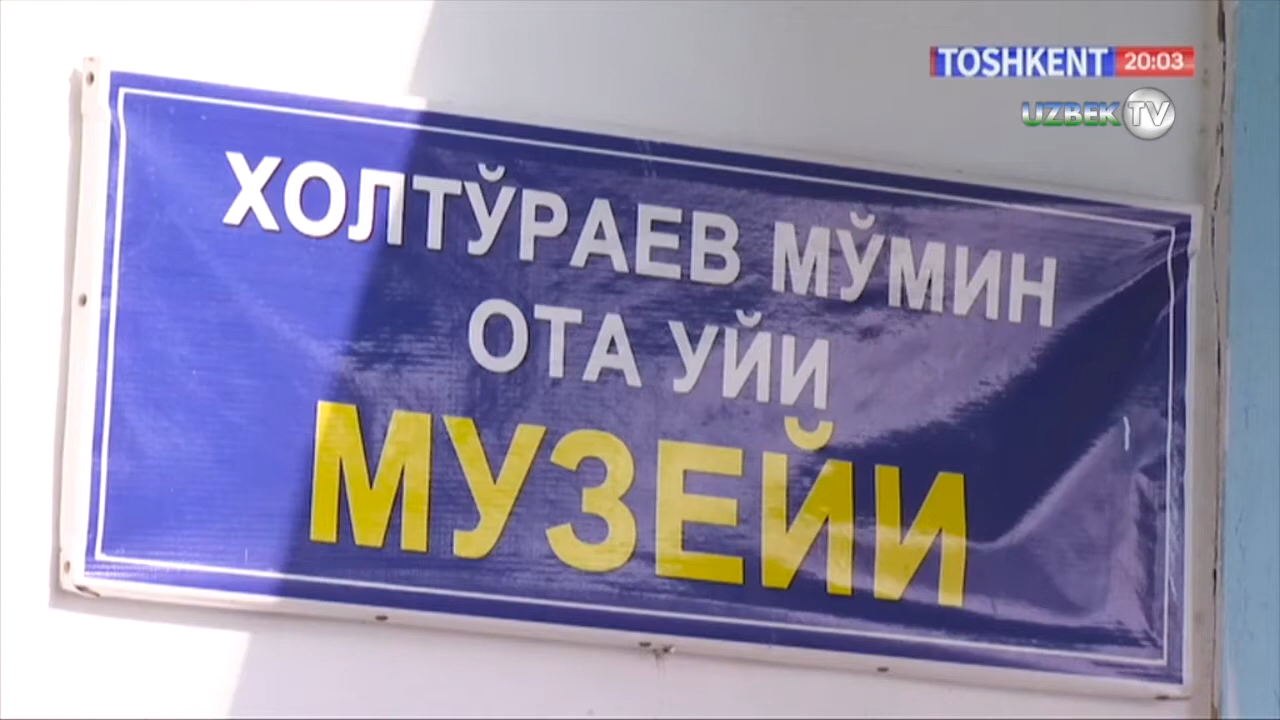 TOSHKENT 20:03
UZBEK TV
ХОЛТЎРАЕВ МЎМИН
ОТА УЙИ
МУЗЕЙИ